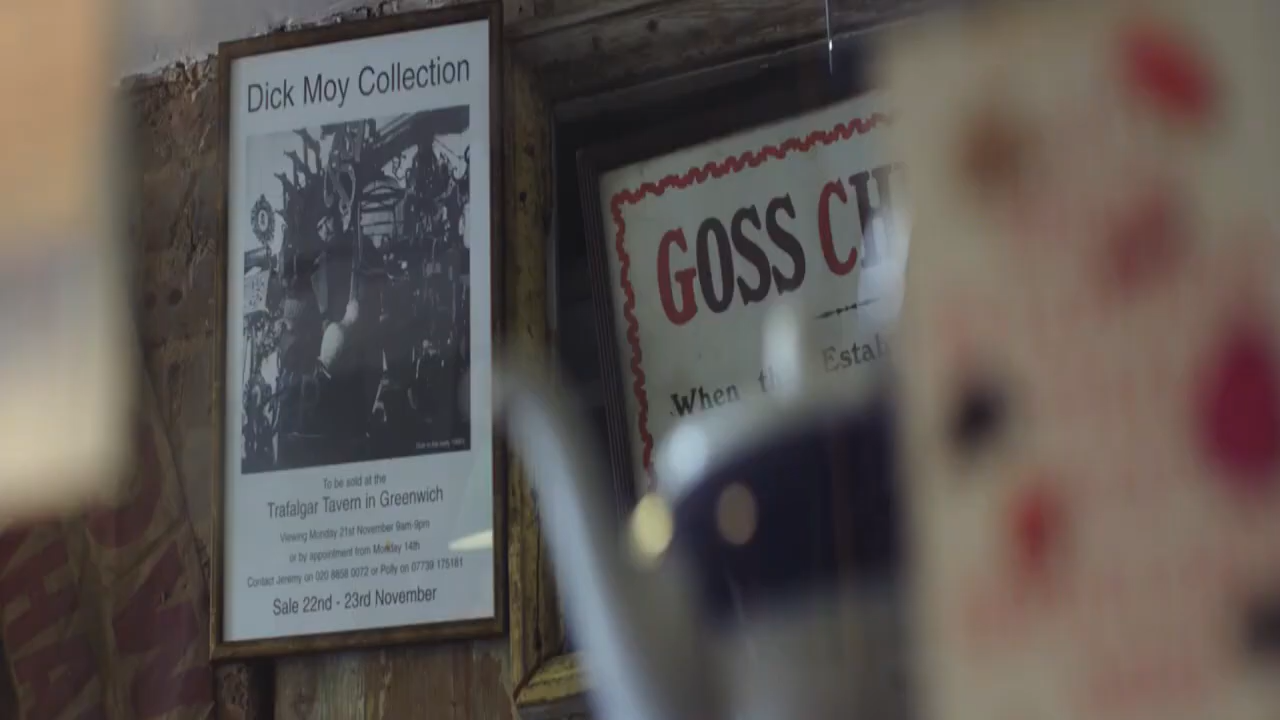 Dick Moy Collection
To be sold at the
Trafalgar Tavern in Greenwich
Viewing Monday 21st November 9am-9pm
or by appointment from Monday 14th
Contact Jeremy on 020 8858 0072 or Polly on 07739 175181
Sale 22nd - 23rd November
GOSS
When